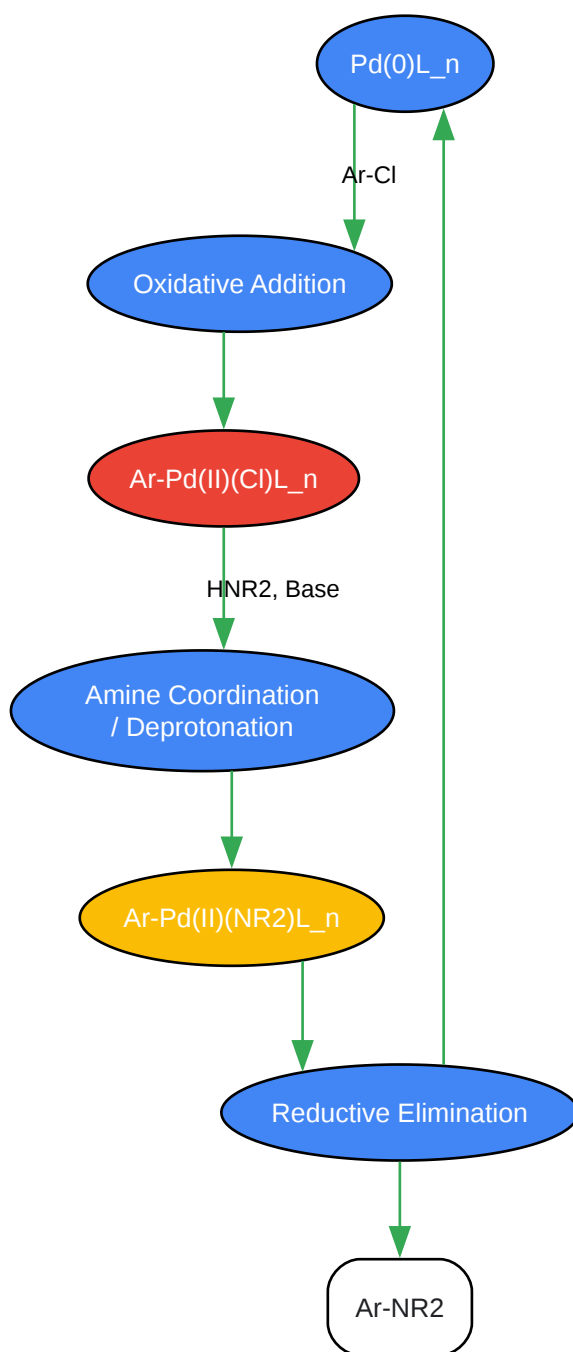 Pd(0)L_n
Ar-Cl
Oxidative Addition
Ar-Pd(II)(Cl)L_n
HNR2, Base
Amine Coordination
/ Deprotonation
Ar-Pd(II)(NR2)L_n
Reductive Elimination
Ar-NR2